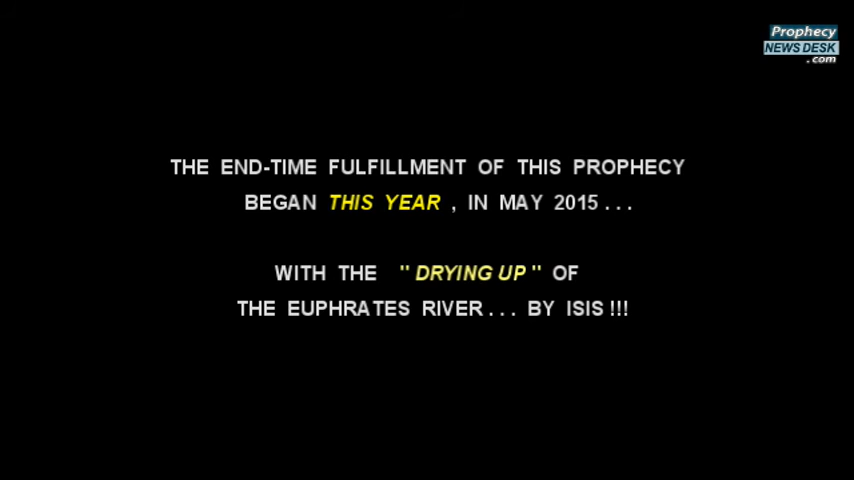 Prophecy
NEWS DESK
.com
THE END-TIME FULFILLMENT OF THIS PROPHECY
BEGAN THIS YEAR , IN MAY 2015 . . .
WITH THE " DRYING UP " OF
THE EUPHRATES RIVER . . . BY ISIS !!!